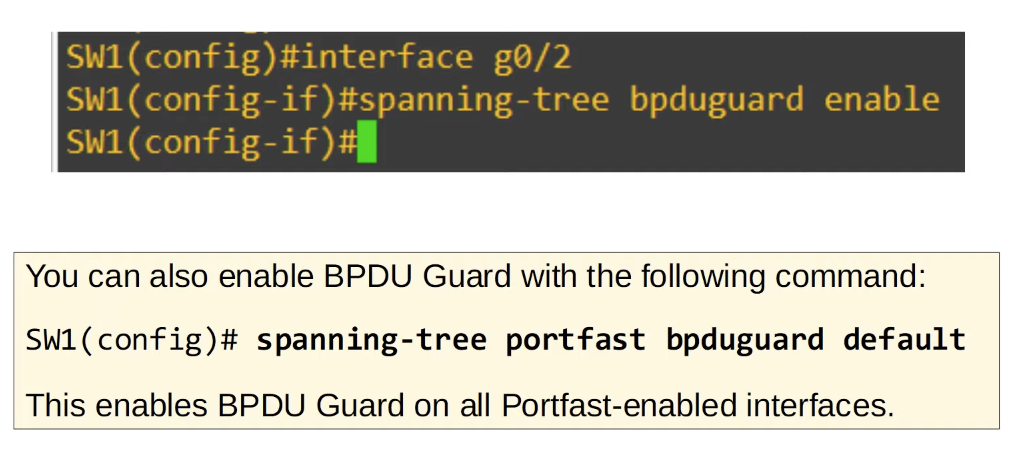 SW1(config)#interface g0/2
SW1(config-if)#spanning-tree bpduguard enable
SW1(config-if)#
You can also enable BPDU Guard with the following command:
SW1(config)# spanning-tree portfast bpduguard default
This enables BPDU Guard on all Portfast-enabled interfaces.